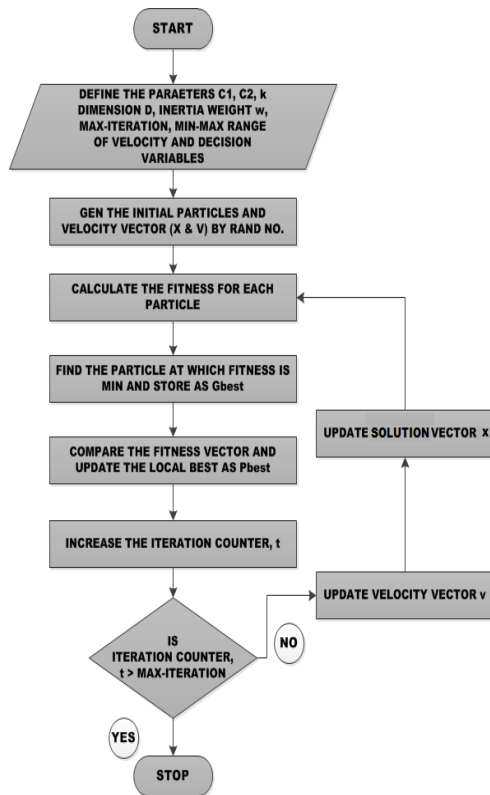 START
DEFINE THE PARAETERS C1, C2, k
DIMENSION D, INERTIA WEIGHT w,
MAX-ITERATION, MIN-MAX RANGE
OF VELOCITY AND DECISION
VARIABLES
GEN THE INITIAL PARTICLES AND
VELOCITY VECTOR (X & V) BY RAND NO.
CALCULATE THE FITNESS FOR EACH
PARTICLE
FIND THE PARTICLE AT WHICH FITNESS IS
MIN AND STORE AS Gbest
COMPARE THE FITNESS VECTOR AND
UPDATE THE LOCAL BEST AS Pbest
INCREASE THE ITERATION COUNTER, t
IS
ITERATION COUNTER,
t > MAX-ITERATION
NO
UPDATE VELOCITY VECTOR v
UPDATE SOLUTION VECTOR x
YES
STOP